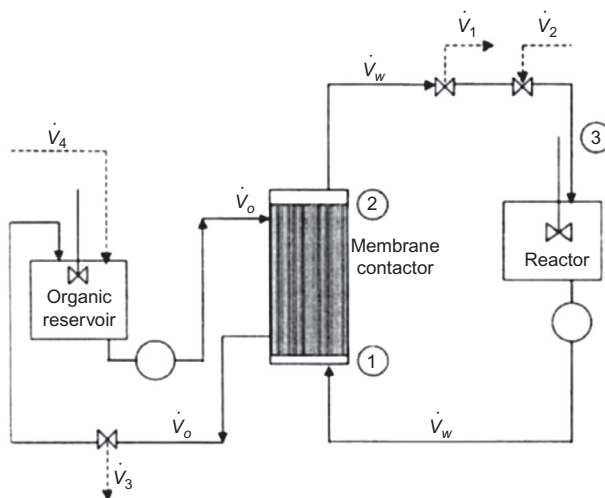 V̇1
V̇2
V̇w
3
V̇4
2
V̇o
Membrane
contactor
Reactor
Organic
reservoir
1
V̇o
V̇w
V̇3